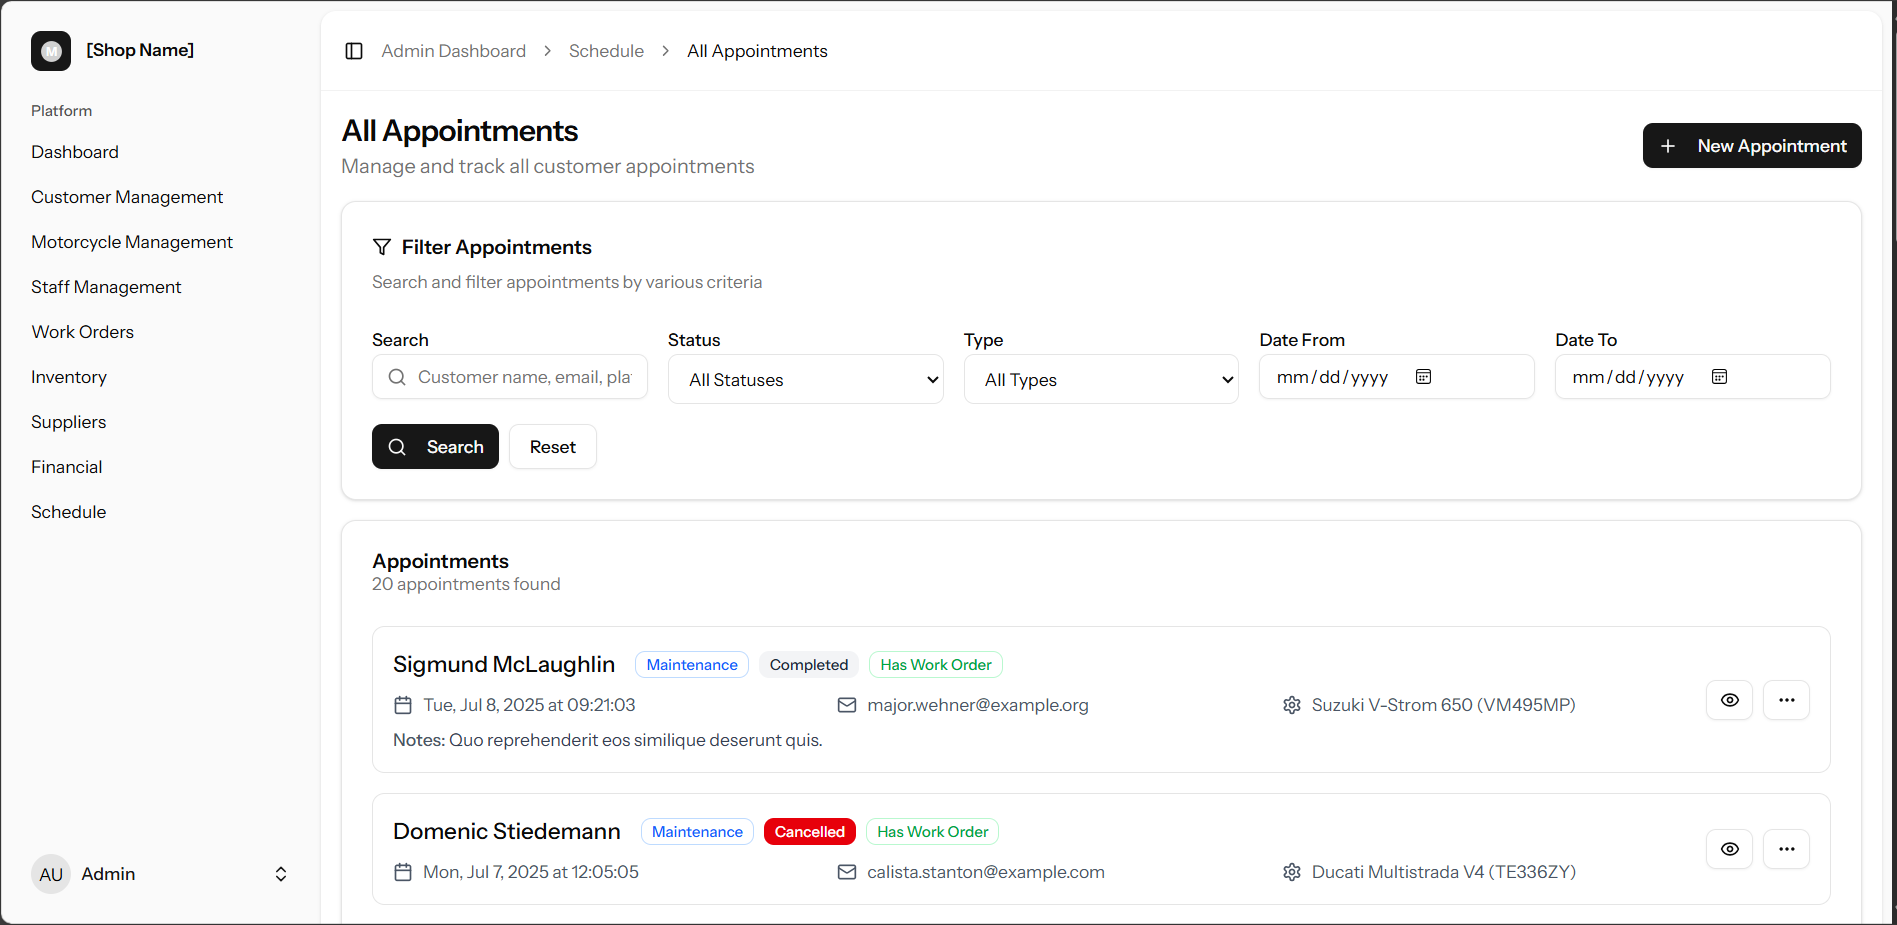 M
[Shop Name]
Platform
Dashboard
Customer Management
Motorcycle Management
Staff Management
Work Orders
Inventory
Suppliers
Financial
Schedule
AU
Admin
Admin Dashboard > Schedule > All Appointments
All Appointments
Manage and track all customer appointments
+ New Appointment
Filter Appointments
Search and filter appointments by various criteria
Search
Customer name, email, pla
Status
All Statuses
Type
All Types
Date From
mm/dd/yyyy
Date To
mm/dd/yyyy
Search
Reset
Appointments
20 appointments found
Sigmund McLaughlin Maintenance Completed Has Work Order
Tue, Jul 8, 2025 at 09:21:03 major.wehner@example.org Suzuki V-Strom 650 (VM495MP)
Notes: Quo reprehenderit eos similique deserunt quis.
Domenic Stiedemann Maintenance Cancelled Has Work Order
Mon, Jul 7, 2025 at 12:05:05 calista.stanton@example.com Ducati Multistrada V4 (TE336ZY)